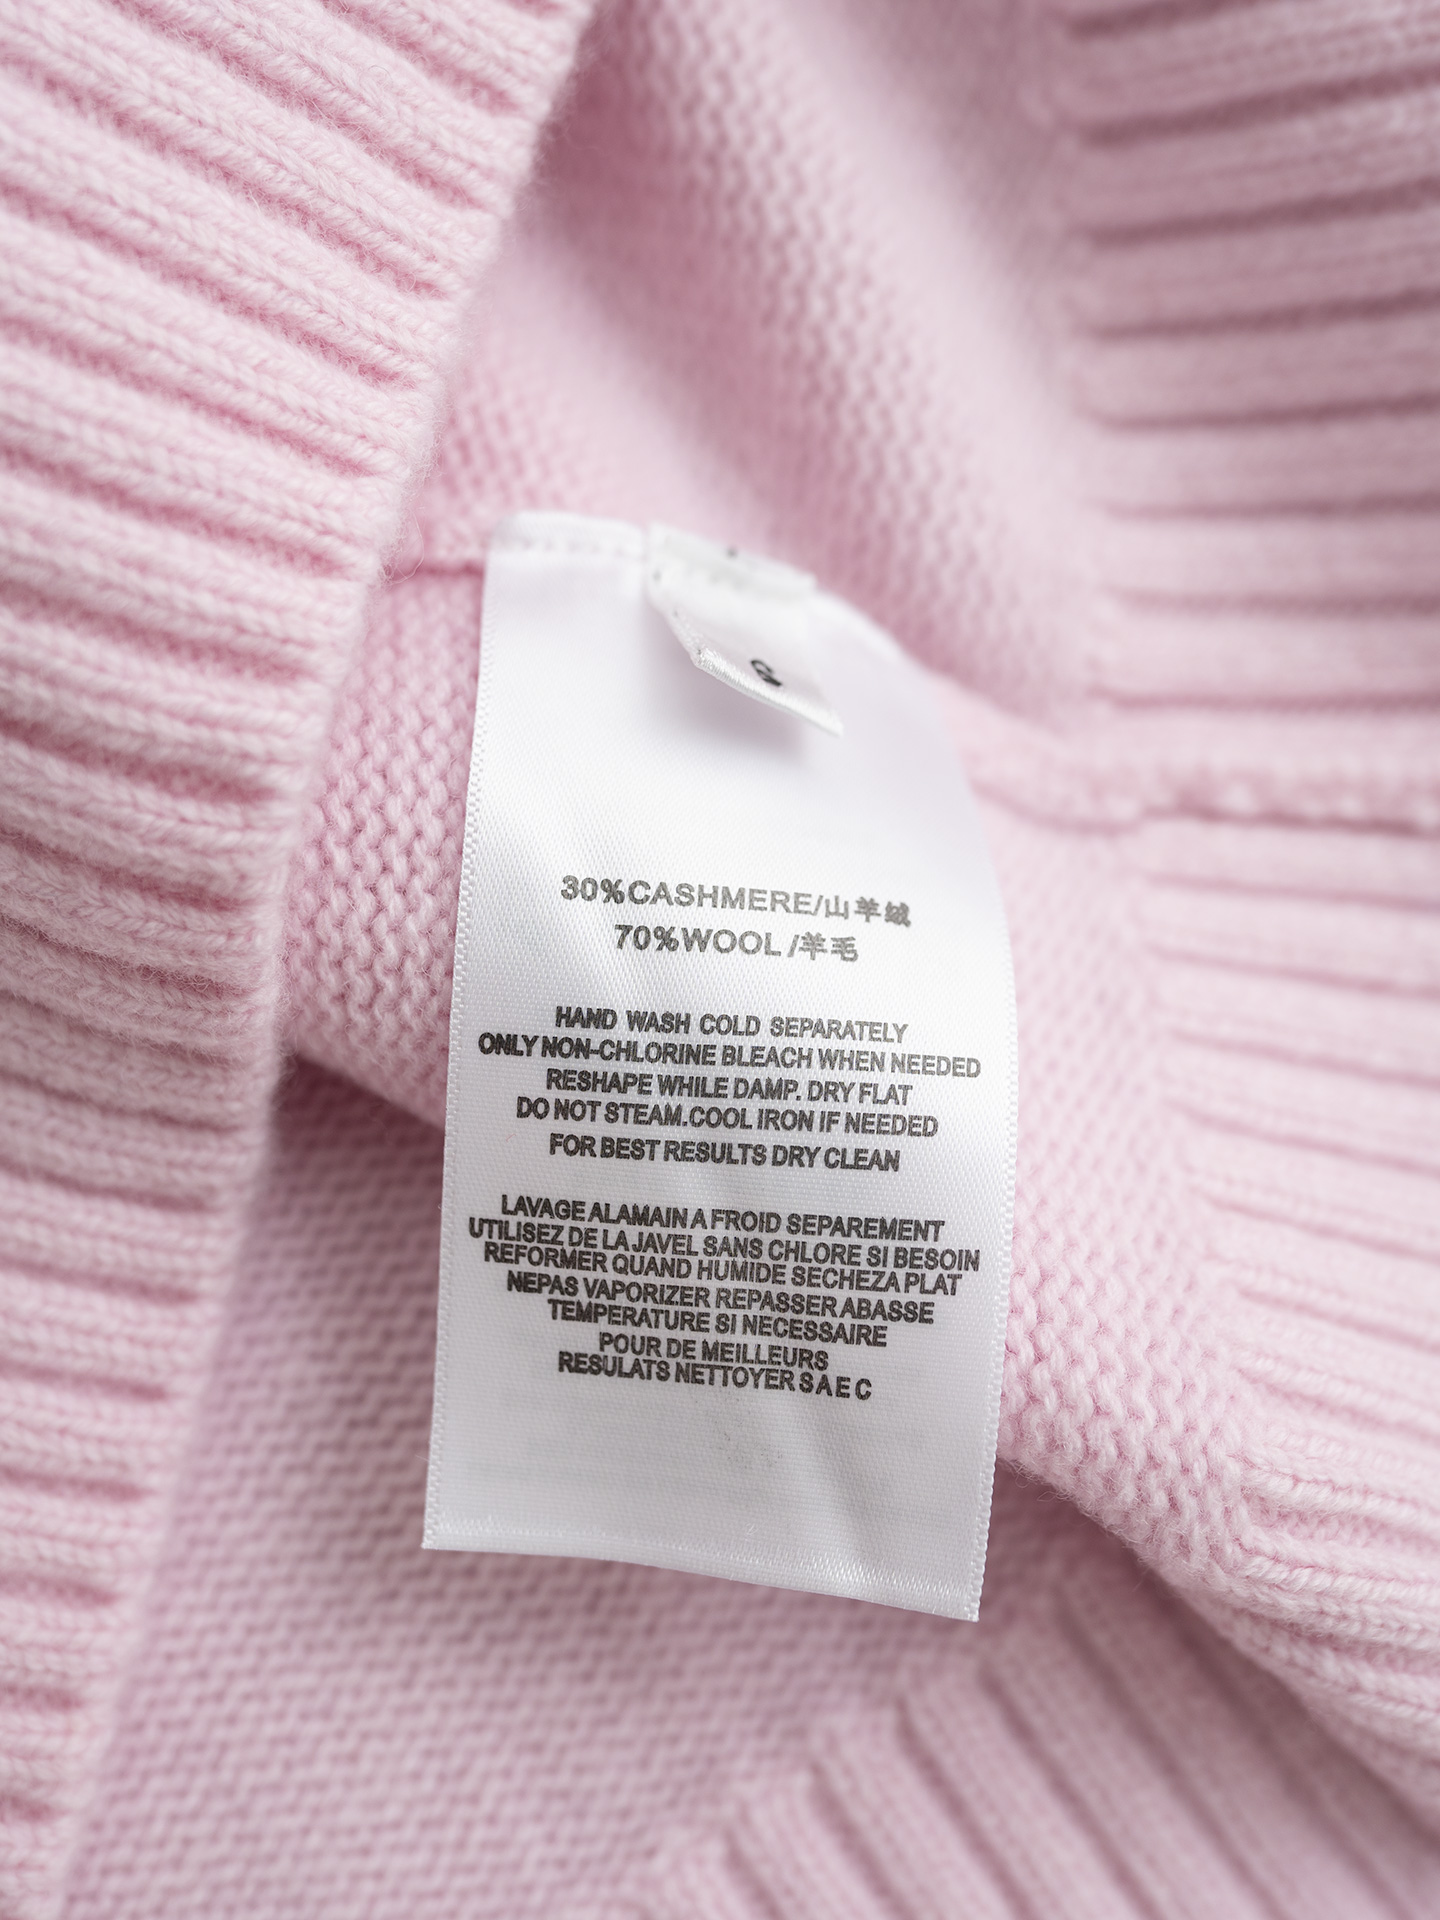 30%CASHMERE/山羊绒
70%WOOL/羊毛
HAND WASH COLD SEPARATELY
ONLY NON-CHLORINE BLEACH WHEN NEEDED
RESHAPE WHILE DAMP. DRY FLAT
DO NOT STEAM.COOL IRON IF NEEDED
FOR BEST RESULTS DRY CLEAN
LAVAGE ALAMAIN A FROID SEPAREMENT
UTILISEZ DE LA JAVEL SANS CHLORE SI BESOIN
REFORMER QUAND HUMIDE SECHEZA PLAT
NEPAS VAPORIZER REPASSER ABASSE
TEMPERATURE SI NECESSAIRE
POUR DE MEILLEURS
RESULATS NETTOYER S A E C